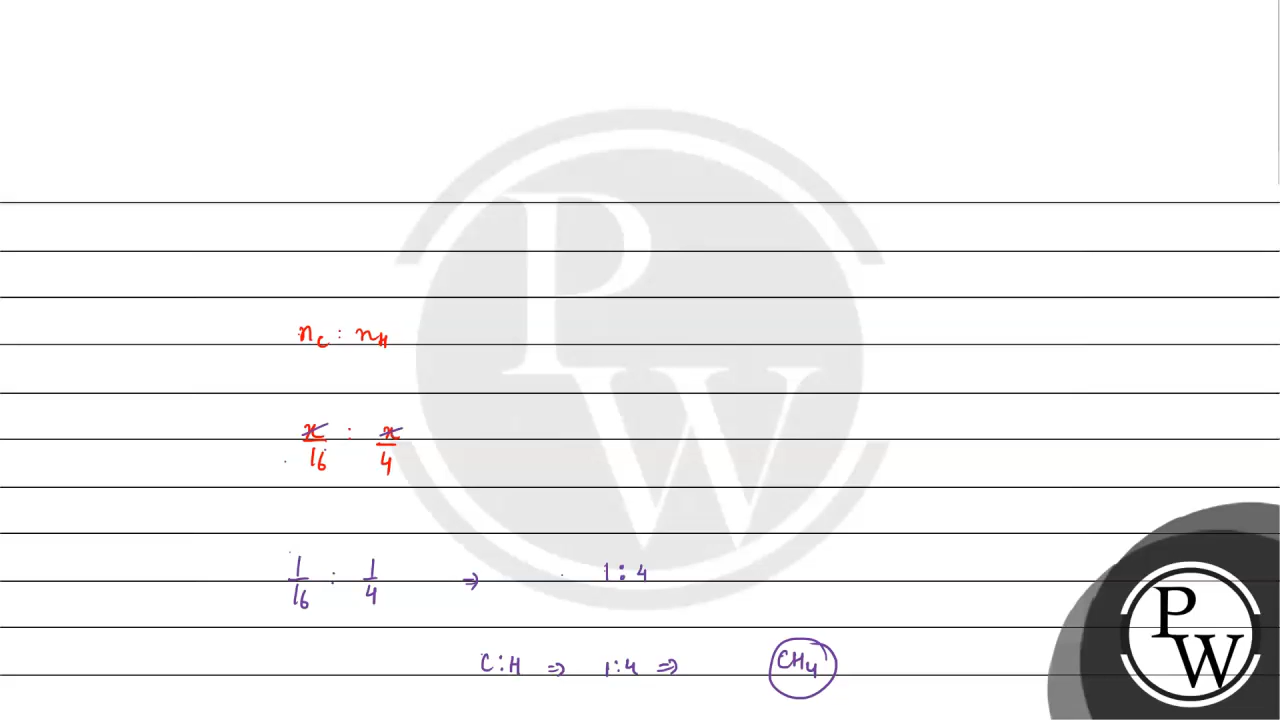 n_C : n_H
x/16 : x/4
1/16 : 1/4 ⇒ 1 : 4
C:H ⇒ 1:4 ⇒ CH₄
P
W
P
W